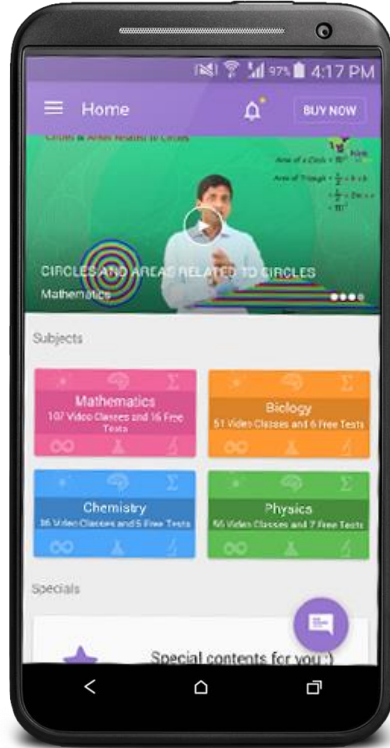 97% 4:17 PM
Home
BUY NOW
Circles & Areas Related to Circles
Area of a Circle
Area of Triangle
CIRCLES AND AREAS RELATED TO CIRCLES
Mathematics
Subjects
Mathematics
107 Video Classes and 16 Free
Tests
Biology
51 Video Classes and 6 Free Tests
Chemistry
Video Classes and 5 Free Tests
Physics
Video Classes and 7 Free Tests
Specials
Special contents for you :)